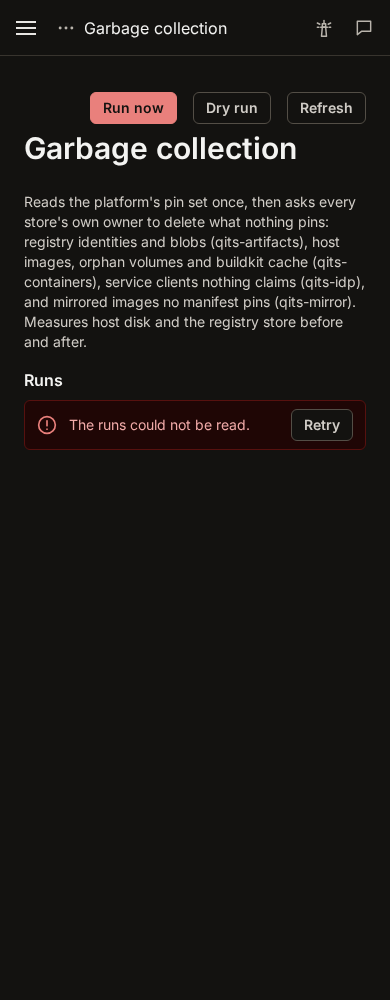 Garbage collection
Run now
Dry run
Refresh
Garbage collection
Reads the platform's pin set once, then asks every
store's own owner to delete what nothing pins:
registry identities and blobs (qits-artifacts), host
images, orphan volumes and buildkit cache (qits-
containers), service clients nothing claims (qits-idp),
and mirrored images no manifest pins (qits-mirror).
Measures host disk and the registry store before
and after.
Runs
The runs could not be read.
Retry